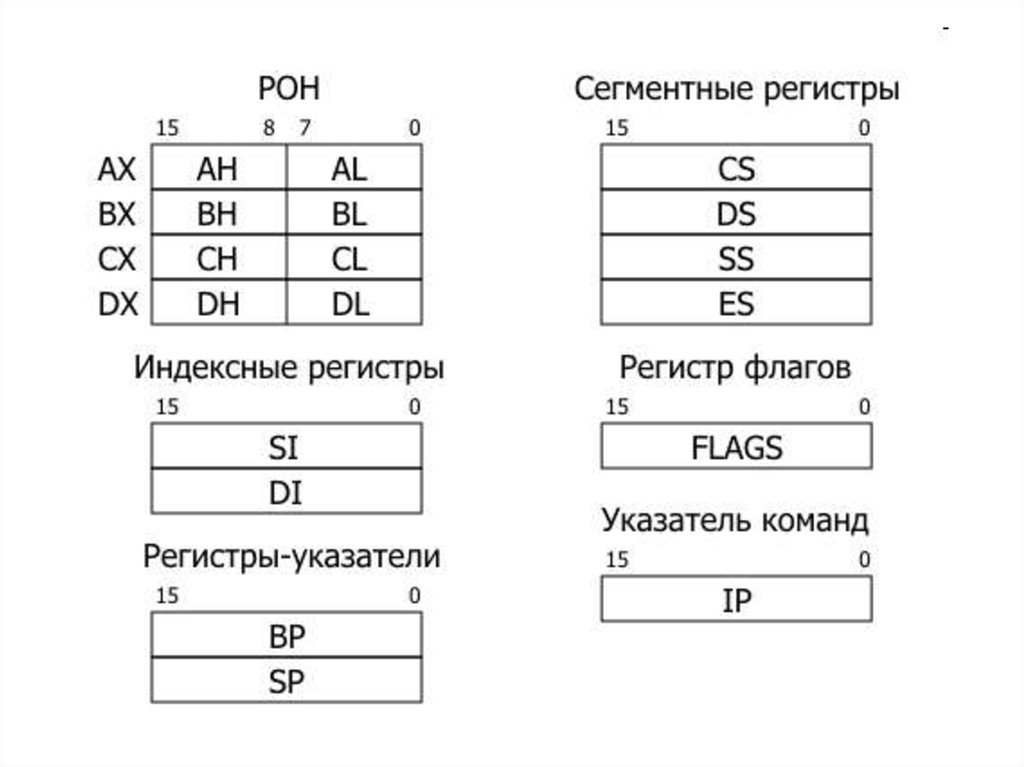 -
РОН
15 8 7 0
AX AH AL
BX BH BL
CX CH CL
DX DH DL
Индексные регистры
15 0
SI
DI
Регистры-указатели
15 0
BP
SP
Сегментные регистры
15 0
CS
DS
SS
ES
Регистр флагов
15 0
FLAGS
Указатель команд
15 0
IP